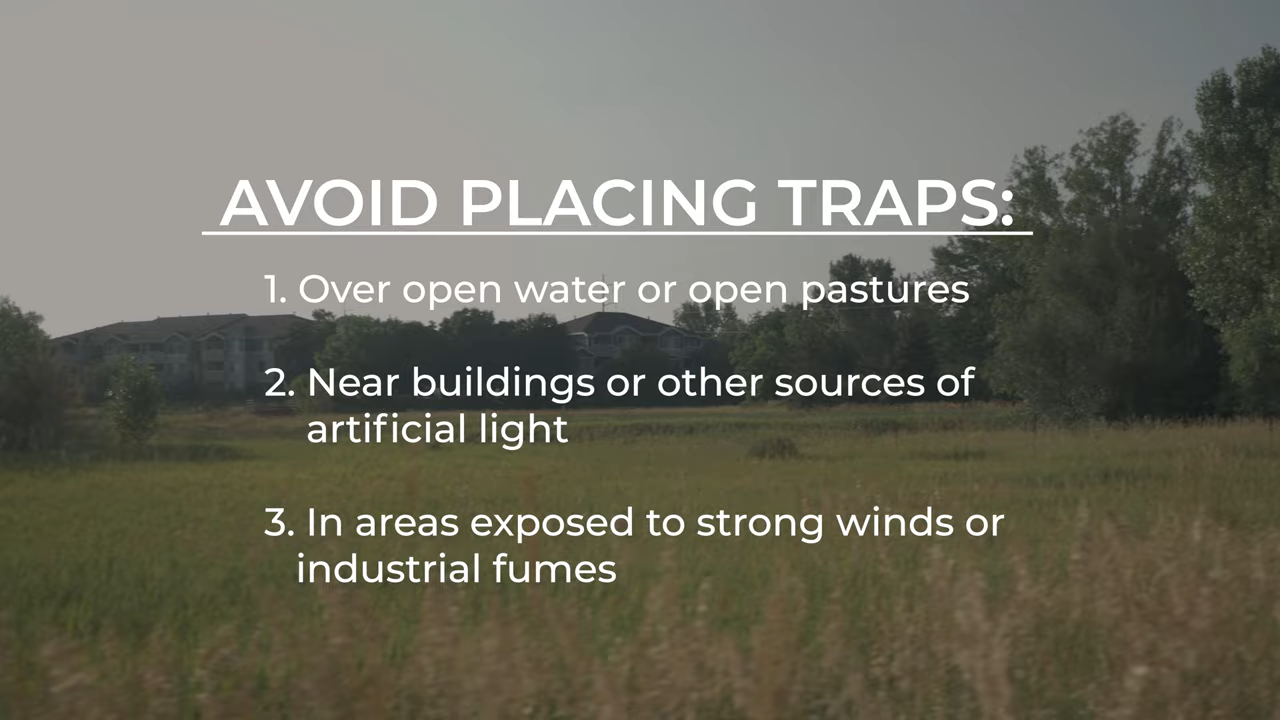 AVOID PLACING TRAPS:
1. Over open water or open pastures
2. Near buildings or other sources of
artificial light
3. In areas exposed to strong winds or
industrial fumes